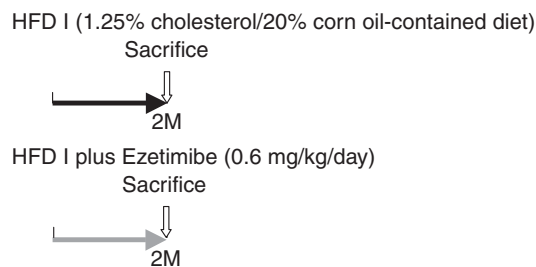 HFD I (1.25% cholesterol/20% corn oil-contained diet)
Sacrifice
2M
HFD I plus Ezetimibe (0.6 mg/kg/day)
Sacrifice
2M